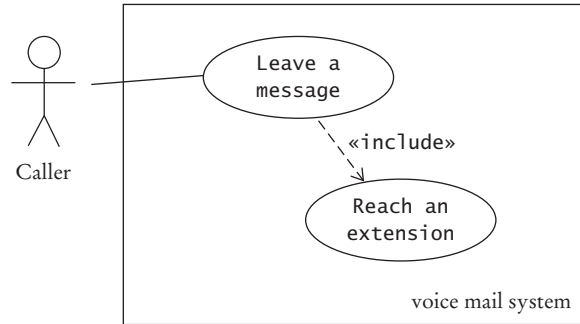 Leave a
message
«include»
Caller
Reach an
extension
voice mail system